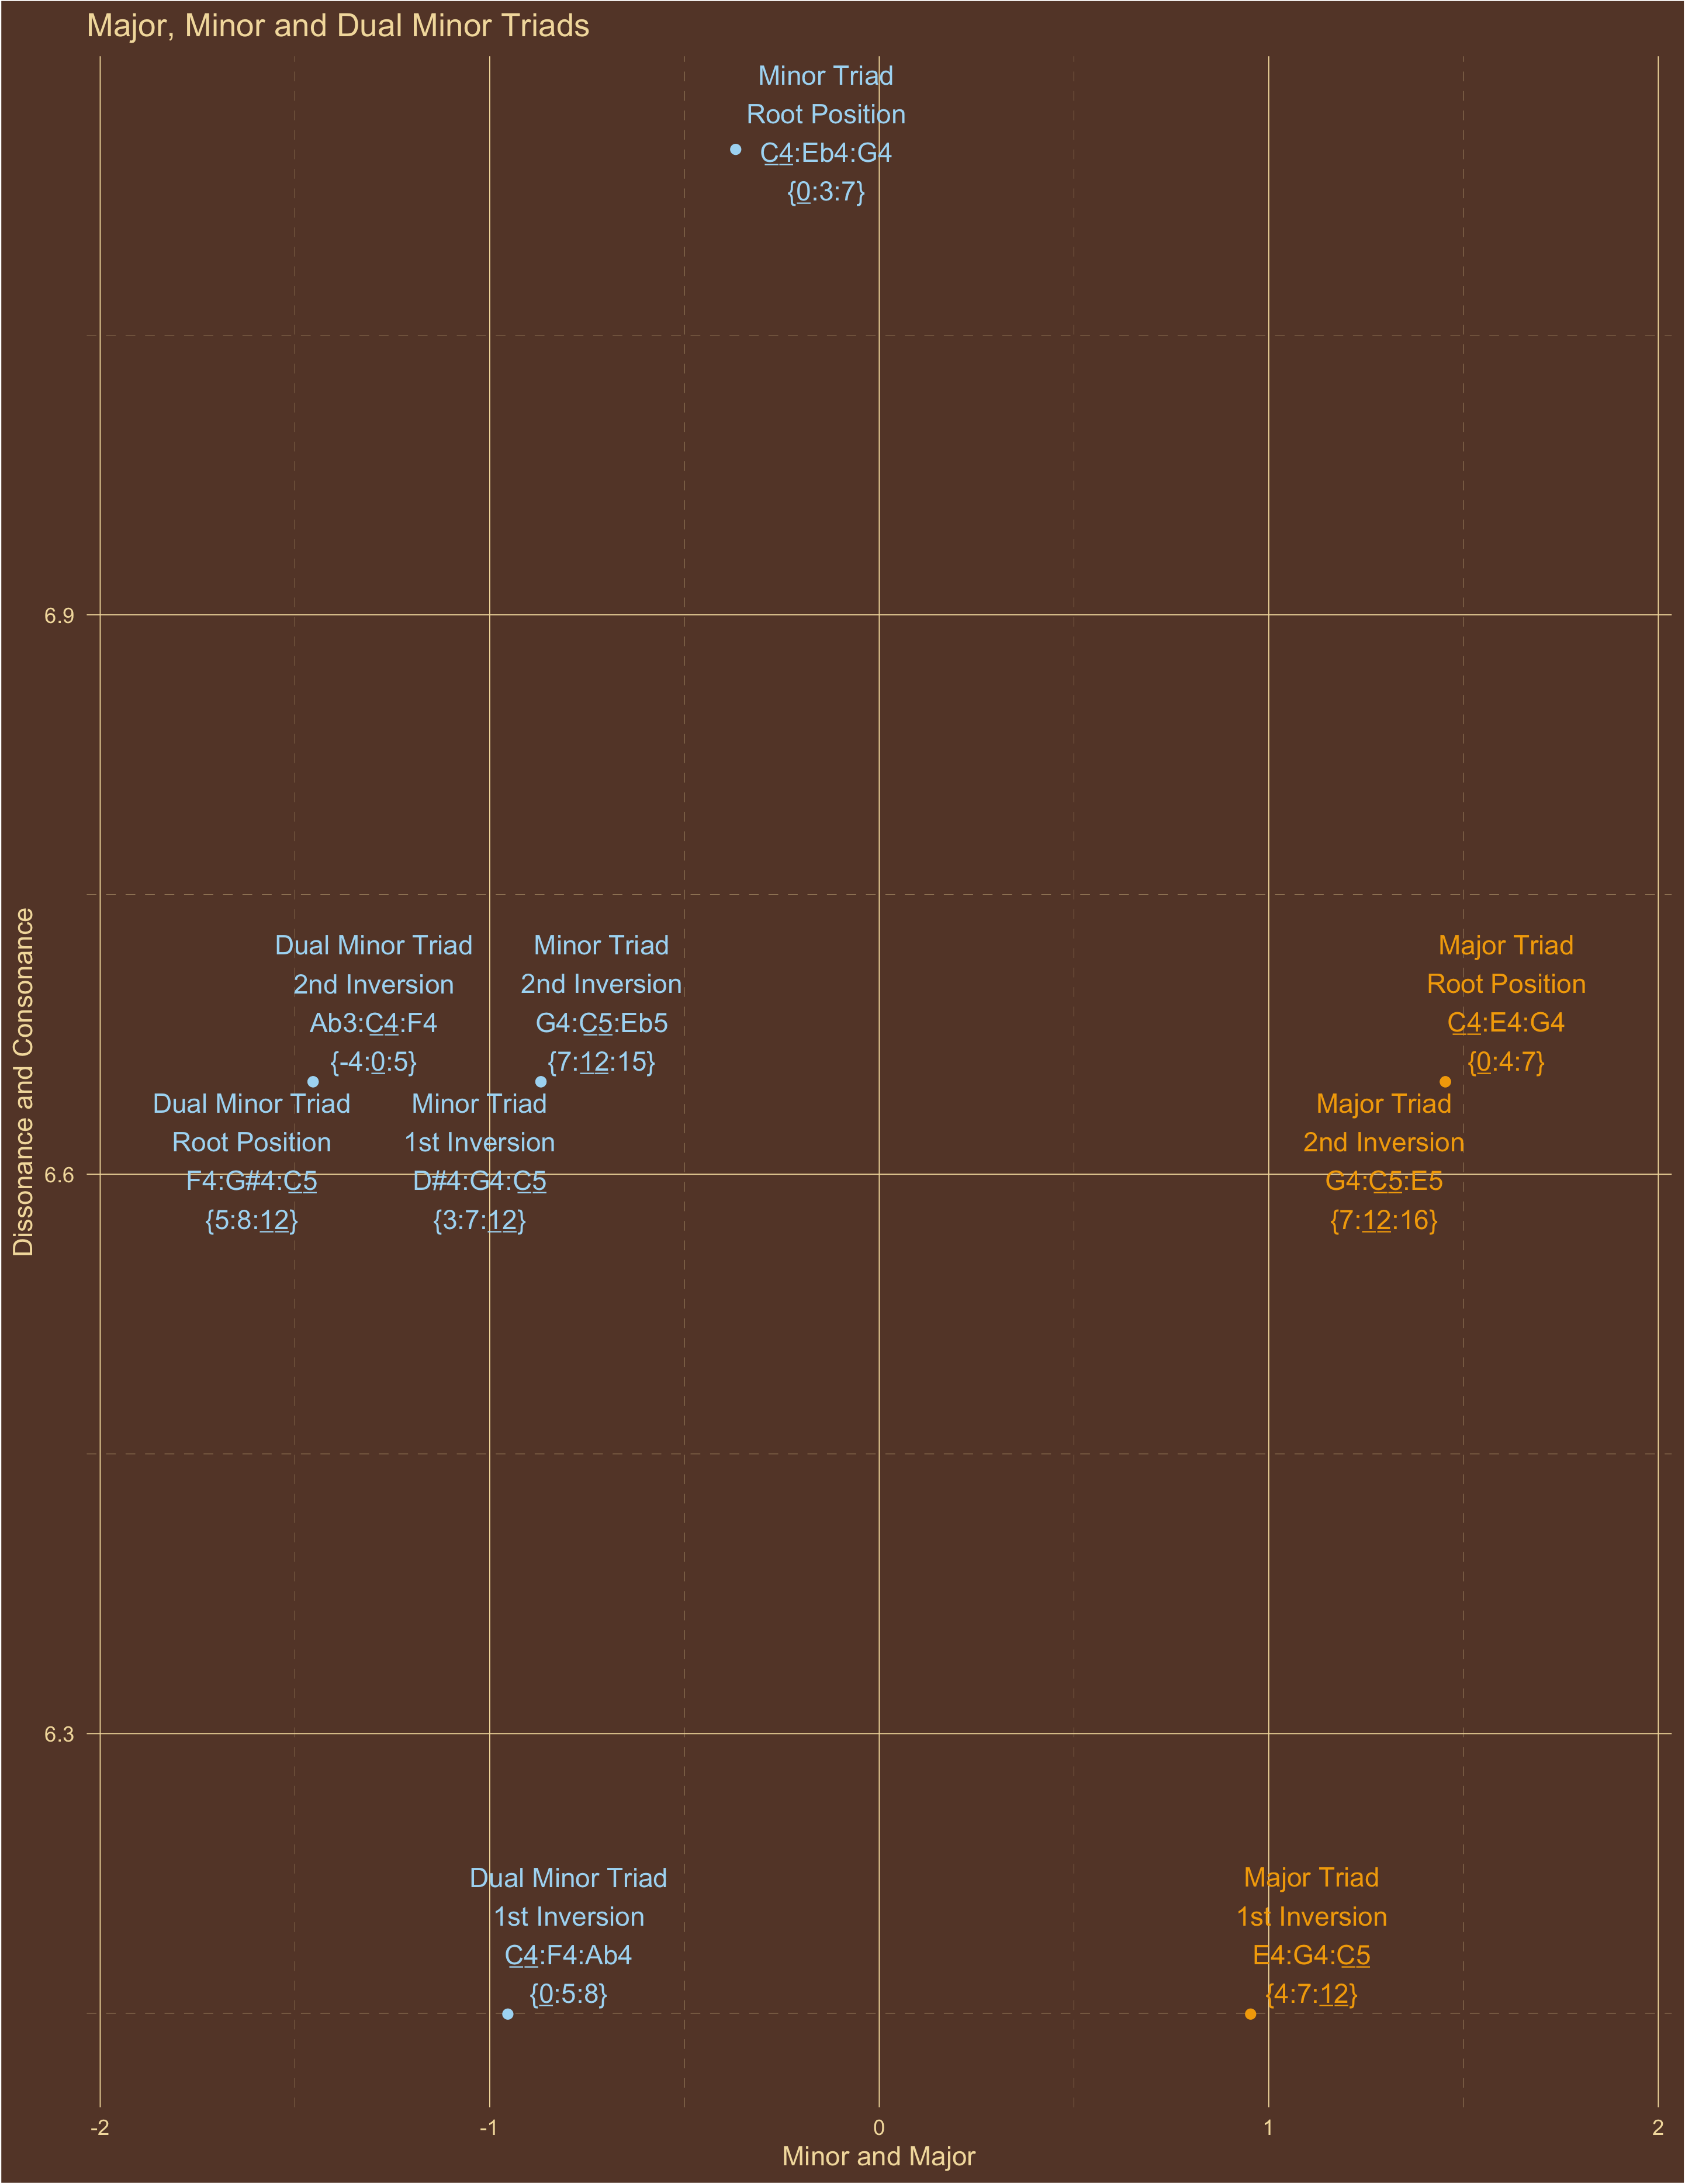 Major, Minor and Dual Minor Triads
Minor Triad
Root Position
C4:Eb4:G4
{0:3:7}
6.9
Dissonance and Consonance
Dual Minor Triad
2nd Inversion
Ab3:C4:F4
{-4:0:5}
Minor Triad
2nd Inversion
G4:C5:Eb5
{7:12:15}
Major Triad
Root Position
C4:E4:G4
{0:4:7}
Dual Minor Triad
Root Position
F4:G#4:C5
{5:8:12}
Minor Triad
1st Inversion
D#4:G4:C5
{3:7:12}
Major Triad
2nd Inversion
G4:C5:E5
{7:12:16}
6.6
6.3
Dual Minor Triad
1st Inversion
C4:F4:Ab4
{0:5:8}
Major Triad
1st Inversion
E4:G4:C5
{4:7:12}
-2 -1 0 1 2
Minor and Major